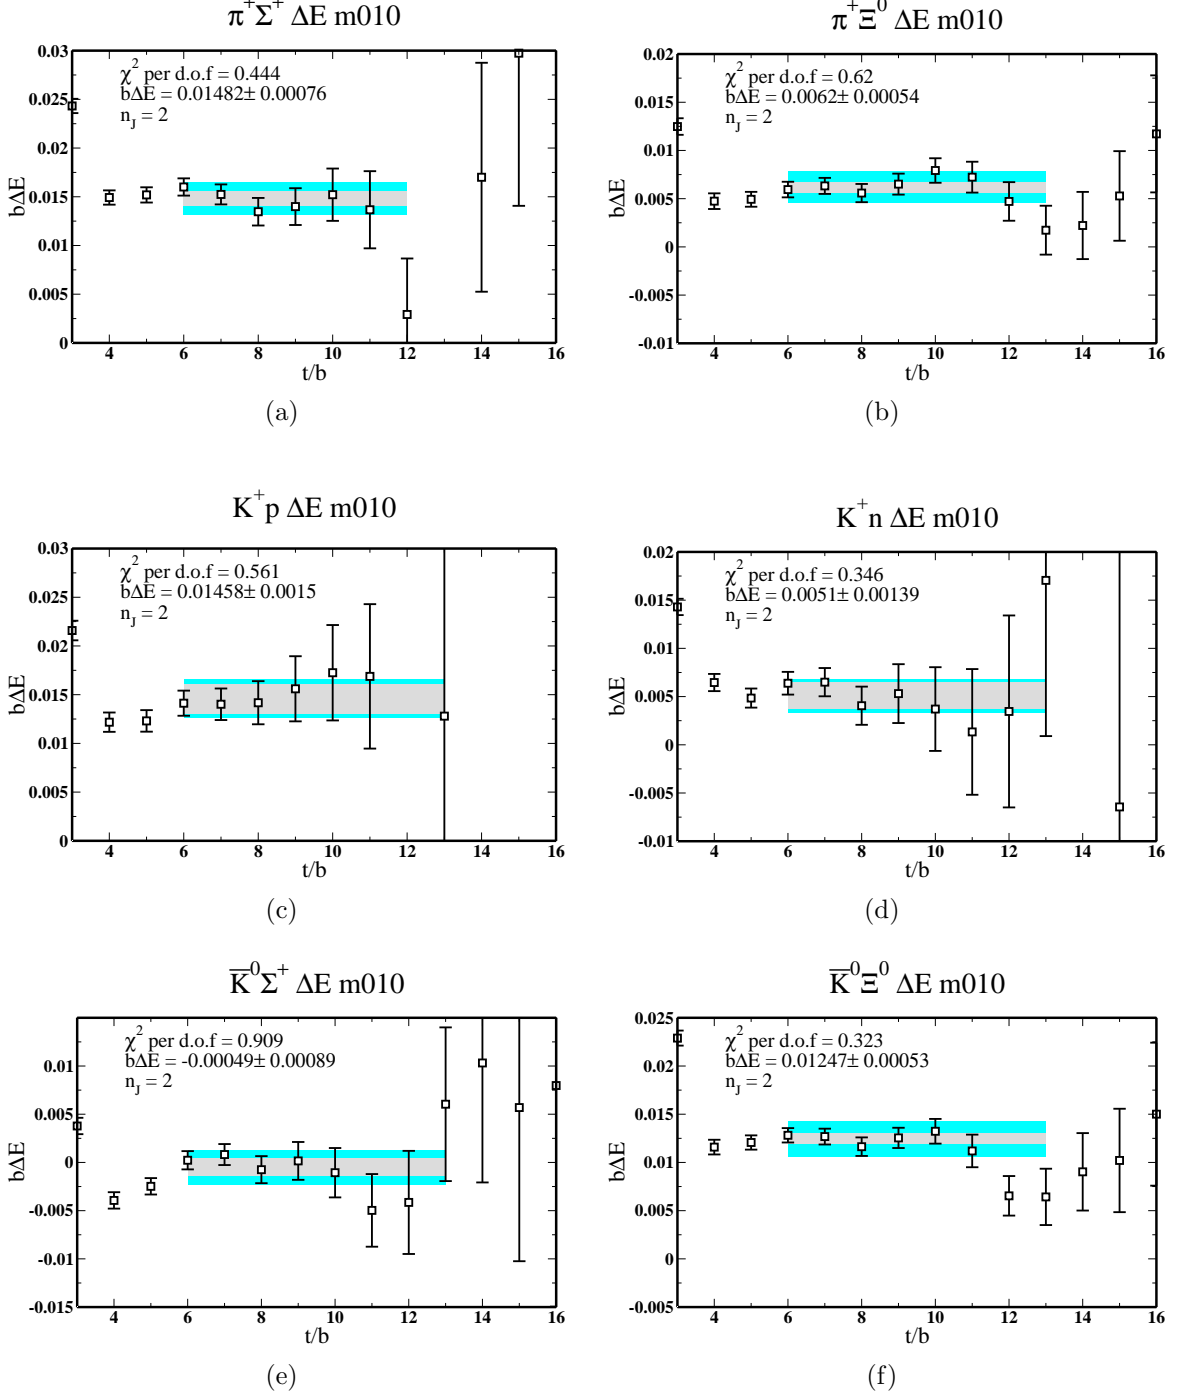 π⁺Σ⁺ ΔE m010
χ² per d.o.f = 0.444
bΔE = 0.01482± 0.00076
n_J = 2
0.03
0.025
0.02
0.015
0.01
0.005
0
bΔE
4 6 8 10 12 14 16
t/b
(a)
π⁺Ξ⁰ ΔE m010
χ² per d.o.f = 0.62
bΔE = 0.0062± 0.00054
n_J = 2
0.02
0.015
0.01
0.005
0
-0.005
-0.01
bΔE
4 6 8 10 12 14 16
t/b
(b)
K⁺p ΔE m010
χ² per d.o.f = 0.561
bΔE = 0.01458± 0.0015
n_J = 2
0.03
0.025
0.02
0.015
0.01
0.005
0
bΔE
4 6 8 10 12 14 16
t/b
(c)
K⁺n ΔE m010
χ² per d.o.f = 0.346
bΔE = 0.0051± 0.00139
n_J = 2
0.02
0.015
0.01
0.005
0
-0.005
-0.01
bΔE
4 6 8 10 12 14 16
t/b
(d)
K̅⁰Σ⁺ ΔE m010
χ² per d.o.f = 0.909
bΔE = -0.00049± 0.00089
n_J = 2
0.01
0.005
0
-0.005
-0.01
-0.015
bΔE
4 6 8 10 12 14 16
t/b
(e)
K̅⁰Ξ⁰ ΔE m010
χ² per d.o.f = 0.323
bΔE = 0.01247± 0.00053
n_J = 2
0.025
0.02
0.015
0.01
0.005
0
-0.005
bΔE
4 6 8 10 12 14 16
t/b
(f)